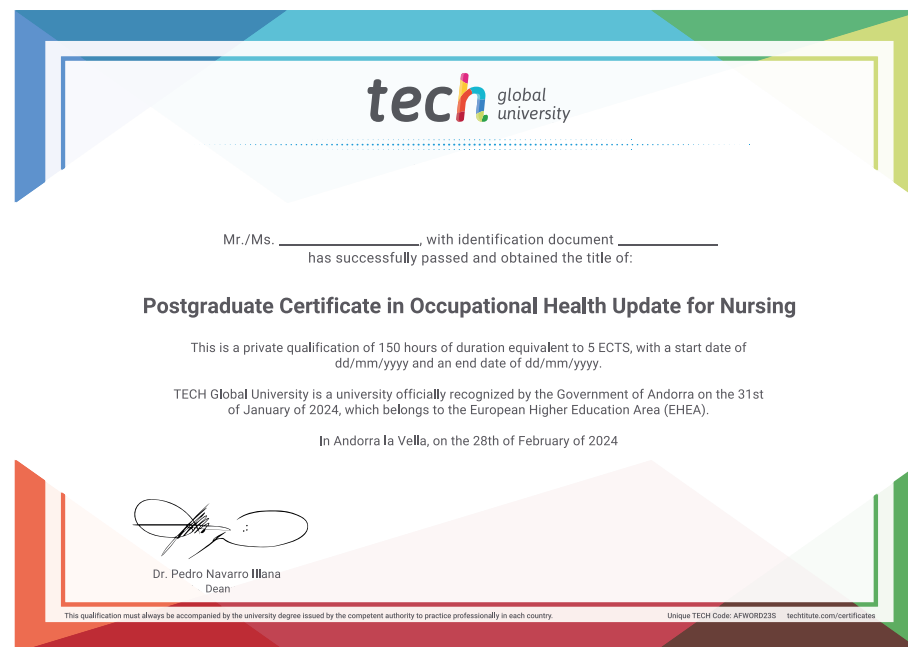 tech global
university
Mr./Ms. ____________, with identification document ____________
has successfully passed and obtained the title of:
Postgraduate Certificate in Occupational Health Update for Nursing
This is a private qualification of 150 hours of duration equivalent to 5 ECTS, with a start date of
dd/mm/yyyy and an end date of dd/mm/yyyy.
TECH Global University is a university officially recognized by the Government of Andorra on the 31st
of January of 2024, which belongs to the European Higher Education Area (EHEA).
In Andorra la Vella, on the 28th of February of 2024
Dr. Pedro Navarro Illana
Dean
This qualification must always be accompanied by the university degree issued by the competent authority to practice professionally in each country.
Unique TECH Code: AFWORD23S techtitute.com/certificates